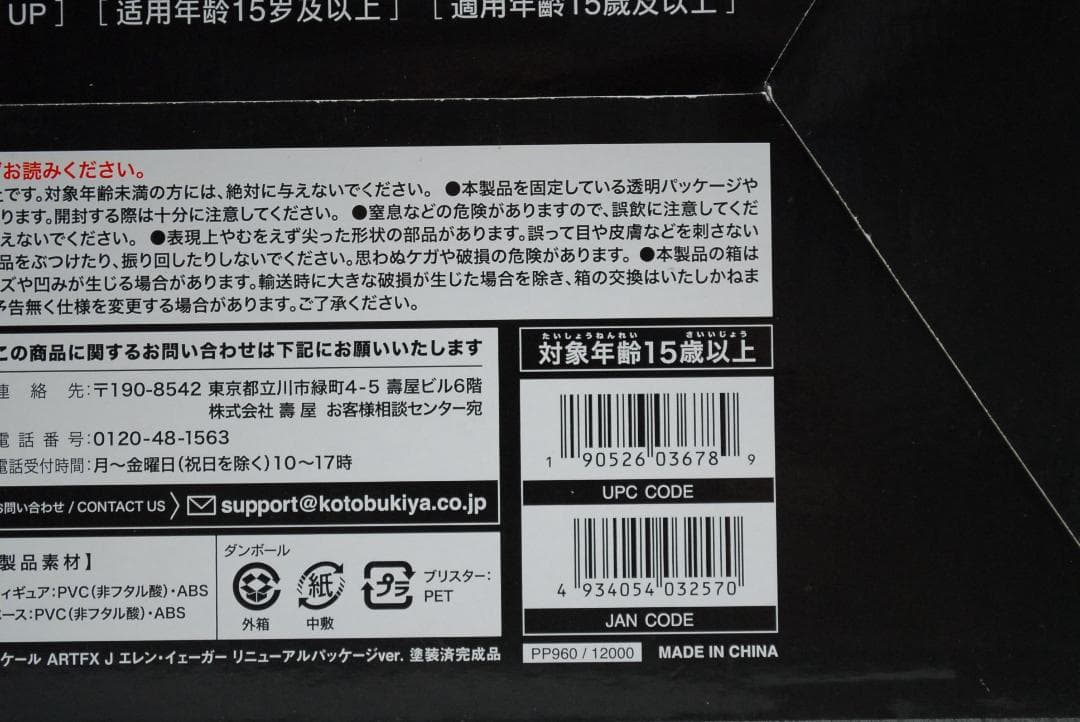 UP ］ ［ 适用年龄15岁及以上 ］ ［ 適用年齡15歲及以上 ］
お読みください。
です。対象年齢未満の方には、絶対に与えないでください。 ●本製品を固定している透明パッケージや
ります。開封する際は十分に注意してください。 ●窒息などの危険がありますので、誤飲に注意してくだ
えないでください。 ●表現上やむをえず尖った形状の部品があります。誤って目や皮膚などを刺さない
品をぶつけたり、振り回したりしないでください。思わぬケガや破損の危険があります。 ●本製品の箱は
ズや凹みが生じる場合があります。輸送時に大きな破損が生じた場合を除き、箱の交換はいたしかねま
予告無く仕様を変更する場合があります。ご了承ください。
この商品に関するお問い合わせは下記にお願いいたします
連絡先:〒190-8542 東京都立川市緑町4-5 壽屋ビル6階
株式会社 壽屋 お客様相談センター宛
電話番号:0120-48-1563
電話受付時間:月〜金曜日(祝日を除く)10〜17時
お問い合わせ / CONTACT US support@kotobukiya.co.jp
製品素材】
ィギュア:PVC(非フタル酸)・ABS
ース:PVC(非フタル酸)・ABS
ダンボール
外箱
紙
中敷
プラ
ブリスター:
PET
たいしょうねんれい さいいじょう
対象年齢15歳以上
1 90526 03678 9
UPC CODE
4 934054 032570
JAN CODE
ケール ARTFX J エレン・イェーガー リニューアルパッケージver. 塗装済完成品
PP960 / 12000 MADE IN CHINA